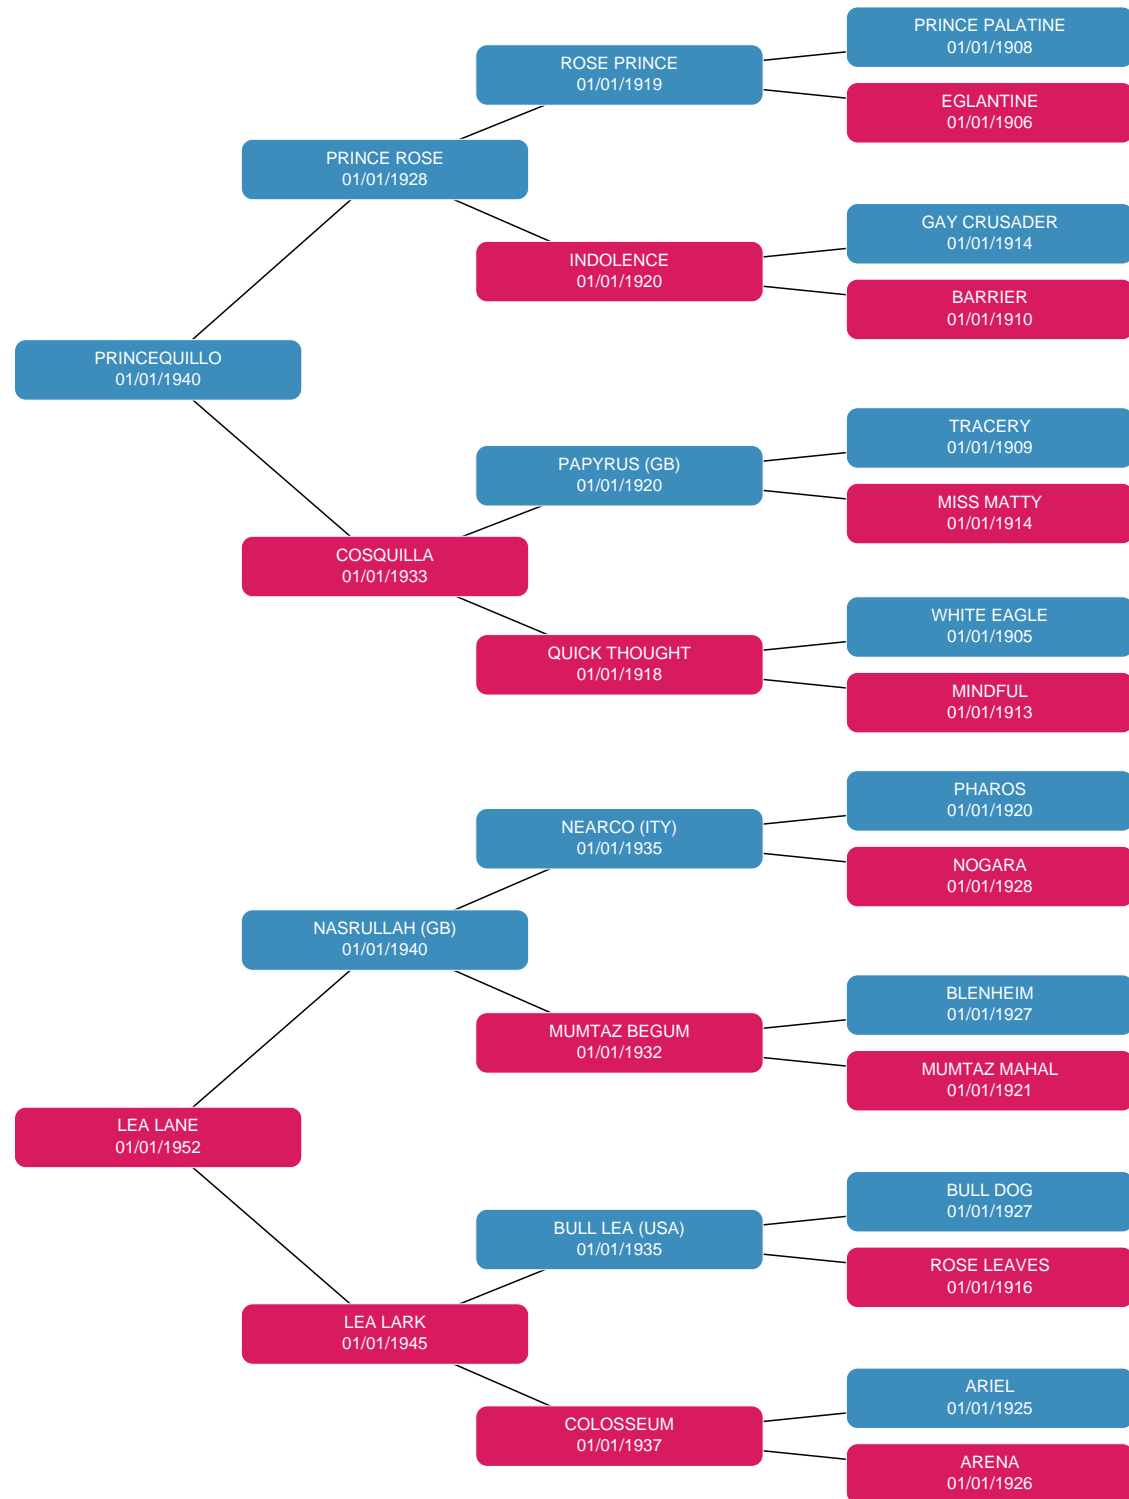 PRINCE PALATINE
01/01/1908
ROSE PRINCE
01/01/1919
EGLANTINE
01/01/1906
PRINCE ROSE
01/01/1928
GAY CRUSADER
01/01/1914
INDOLENCE
01/01/1920
BARRIER
01/01/1910
PRINCEQUILLO
01/01/1940
TRACERY
01/01/1909
PAPYRUS (GB)
01/01/1920
MISS MATTY
01/01/1914
COSQUILLA
01/01/1933
WHITE EAGLE
01/01/1905
QUICK THOUGHT
01/01/1918
MINDFUL
01/01/1913
PHAROS
01/01/1920
NEARCO (ITY)
01/01/1935
NOGARA
01/01/1928
NASRULLAH (GB)
01/01/1940
BLENHEIM
01/01/1927
MUMTAZ BEGUM
01/01/1932
MUMTAZ MAHAL
01/01/1921
LEA LANE
01/01/1952
BULL DOG
01/01/1927
BULL LEA (USA)
01/01/1935
ROSE LEAVES
01/01/1916
LEA LARK
01/01/1945
ARIEL
01/01/1925
COLOSSEUM
01/01/1937
ARENA
01/01/1926